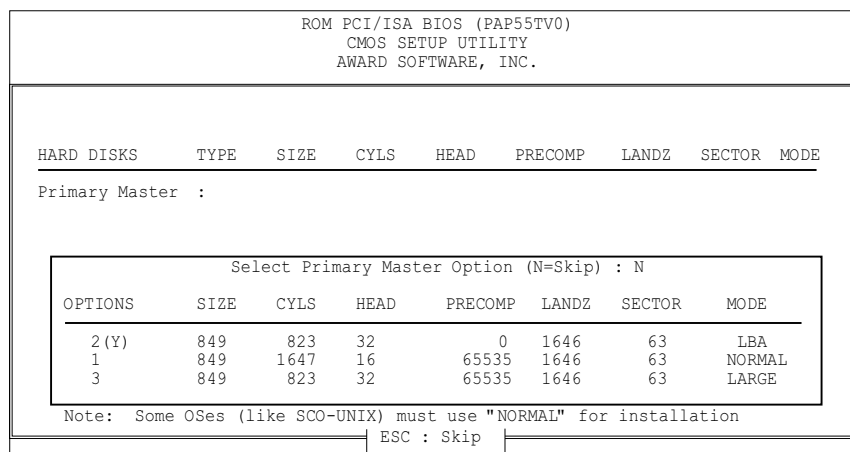 ROM PCI/ISA BIOS (PAP55TV0)
CMOS SETUP UTILITY
AWARD SOFTWARE, INC.
HARD DISKS TYPE SIZE CYLS HEAD PRECOMP LANDZ SECTOR MODE
Primary Master :
Select Primary Master Option (N=Skip) : N
OPTIONS SIZE CYLS HEAD PRECOMP LANDZ SECTOR MODE
2(Y) 849 823 32 0 1646 63 LBA
1 849 1647 16 65535 1646 63 NORMAL
3 849 823 32 65535 1646 63 LARGE
Note: Some OSes (like SCO-UNIX) must use "NORMAL" for installation
ESC : Skip